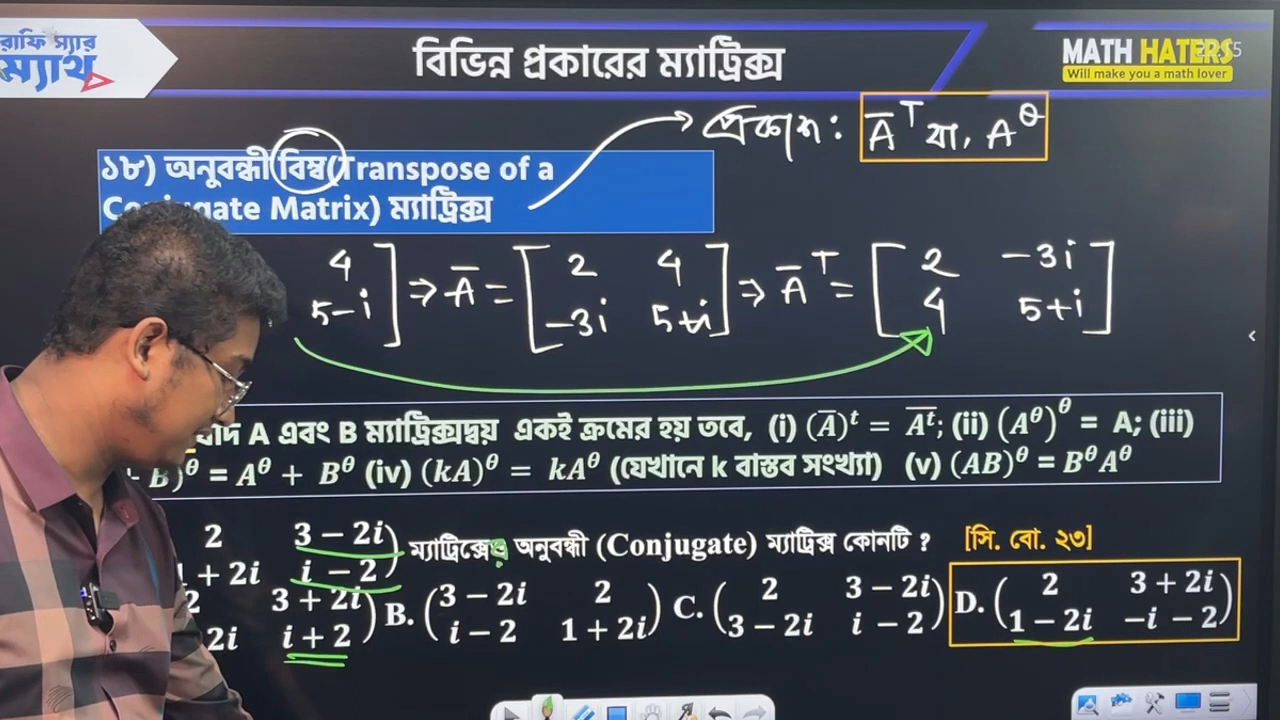 রাফি স্যার
ম্যাথ
বিভিন্ন প্রকারের ম্যাট্রিক্স
MATH HATERS
Will make you a math lover
প্রকাশ: A̅ᵀ বা, A^θ
১৮) অনুবন্ধী বিম্ব(Transpose of a
Conjugate Matrix) ম্যাট্রিক্স
4 ] ⇒ A̅ = [ 2 4 ] ⇒ A̅ᵀ = [ 2 -3i ]
5-i ] [ -3i 5+i ] [ 4 5+i ]
যদি A এবং B ম্যাট্রিক্সদ্বয় একই ক্রমের হয় তবে, (i) (A̅)^t = \overline{A^t}; (ii) (A^θ)^θ = A; (iii)
+ B)^θ = A^θ + B^θ (iv) (kA)^θ = kA^θ (যেখানে k বাস্তব সংখ্যা) (v) (AB)^θ = B^θA^θ
2 3 − 2i) ম্যাট্রিক্সের অনুবন্ধী (Conjugate) ম্যাট্রিক্স কোনটি ? [সি. বো. ২৩]
+ 2i i − 2)
2 3 + 2i) B. (3 − 2i 2) C. (2 3 − 2i) D. (2 3 + 2i)
2i i + 2) (i − 2 1 + 2i) (3 − 2i i − 2) (1 − 2i −i − 2)